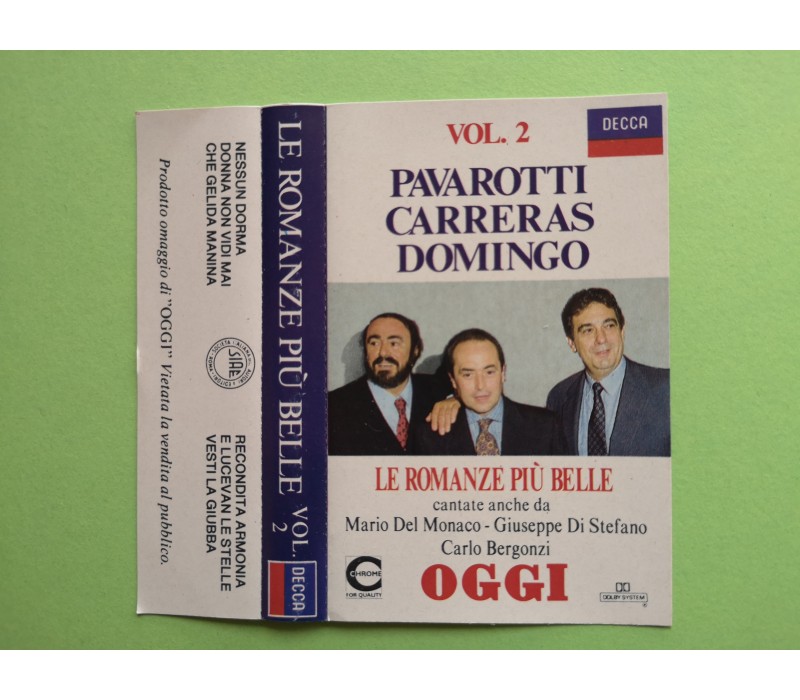 VOL. 2
DECCA
PAVAROTTI
CARRERAS
DOMINGO
LE ROMANZE PIÙ BELLE
cantate anche da
Mario Del Monaco - Giuseppe Di Stefano
Carlo Bergonzi
OGGI
C
CHROME
FOR QUALITY
DOLBY SYSTEM
®
LE ROMANZE PIÙ BELLE VOL. 2
DECCA
NESSUN DORMA
DONNA NON VIDI MAI
CHE GELIDA MANINA
SIAE
RECONDITA ARMONIA
E LUCEVAN LE STELLE
VESTI LA GIUBBA
Prodotto omaggio di "OGGI" Vietata la vendita al pubblico.